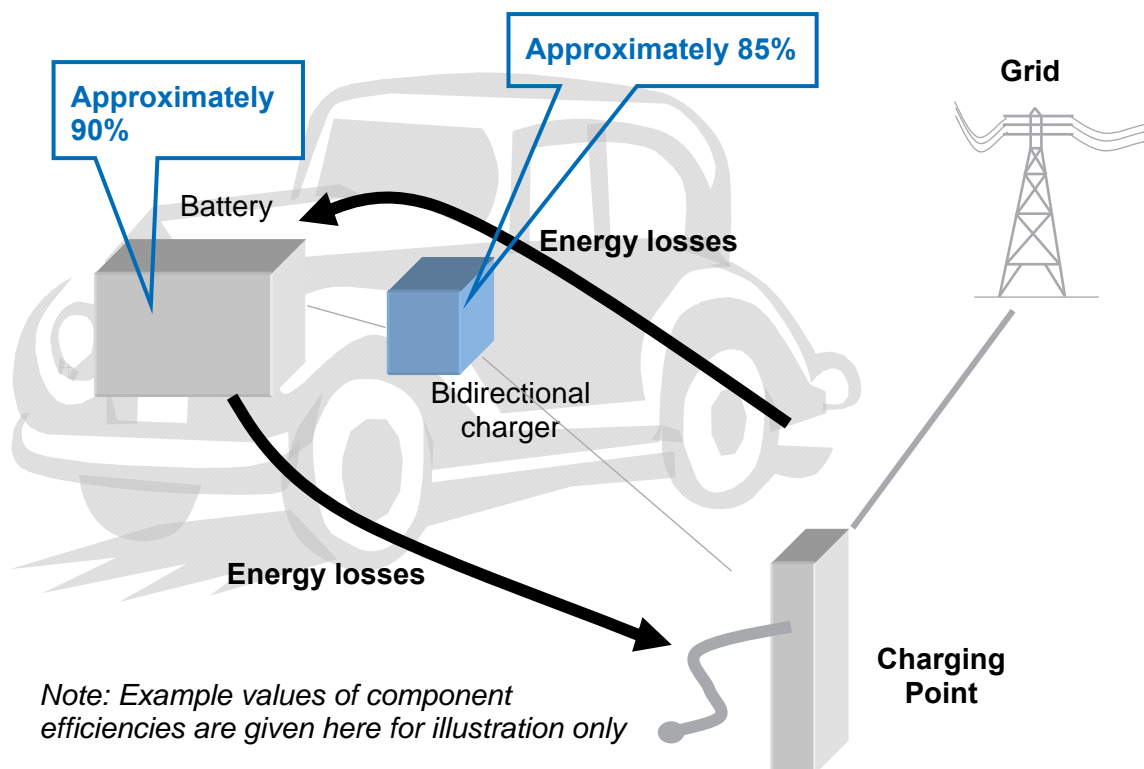 Approximately 85%
Grid
Approximately
90%
Battery
Energy losses
Bidirectional
charger
Energy losses
Charging
Point
Note: Example values of component
efficiencies are given here for illustration only